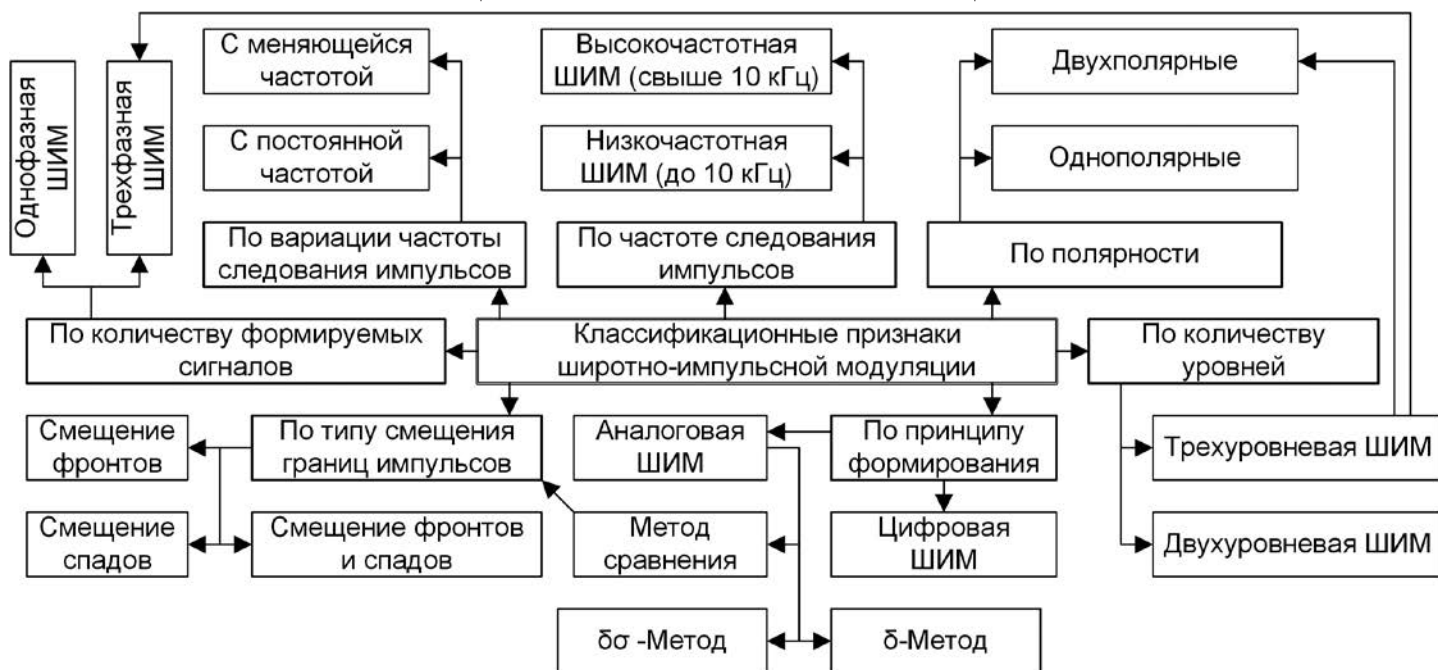 С меняющейся
частотой
Высокочастотная
ШИМ (свыше 10 кГц)
Двухполярные
Однофазная
ШИМ
Трехфазная
ШИМ
С постоянной
частотой
Низкочастотная
ШИМ (до 10 кГц)
Однополярные
По вариации частоты
следования импульсов
По частоте следования
импульсов
По полярности
По количеству формируемых
сигналов
Классификационные признаки
широтно-импульсной модуляции
По количеству
уровней
Смещение
фронтов
По типу смещения
границ импульсов
Аналоговая
ШИМ
По принципу
формирования
Трехуровневая ШИМ
Смещение
спадов
Смещение фронтов
и спадов
Метод
сравнения
Цифровая
ШИМ
Двухуровневая ШИМ
δσ -Метод
δ-Метод